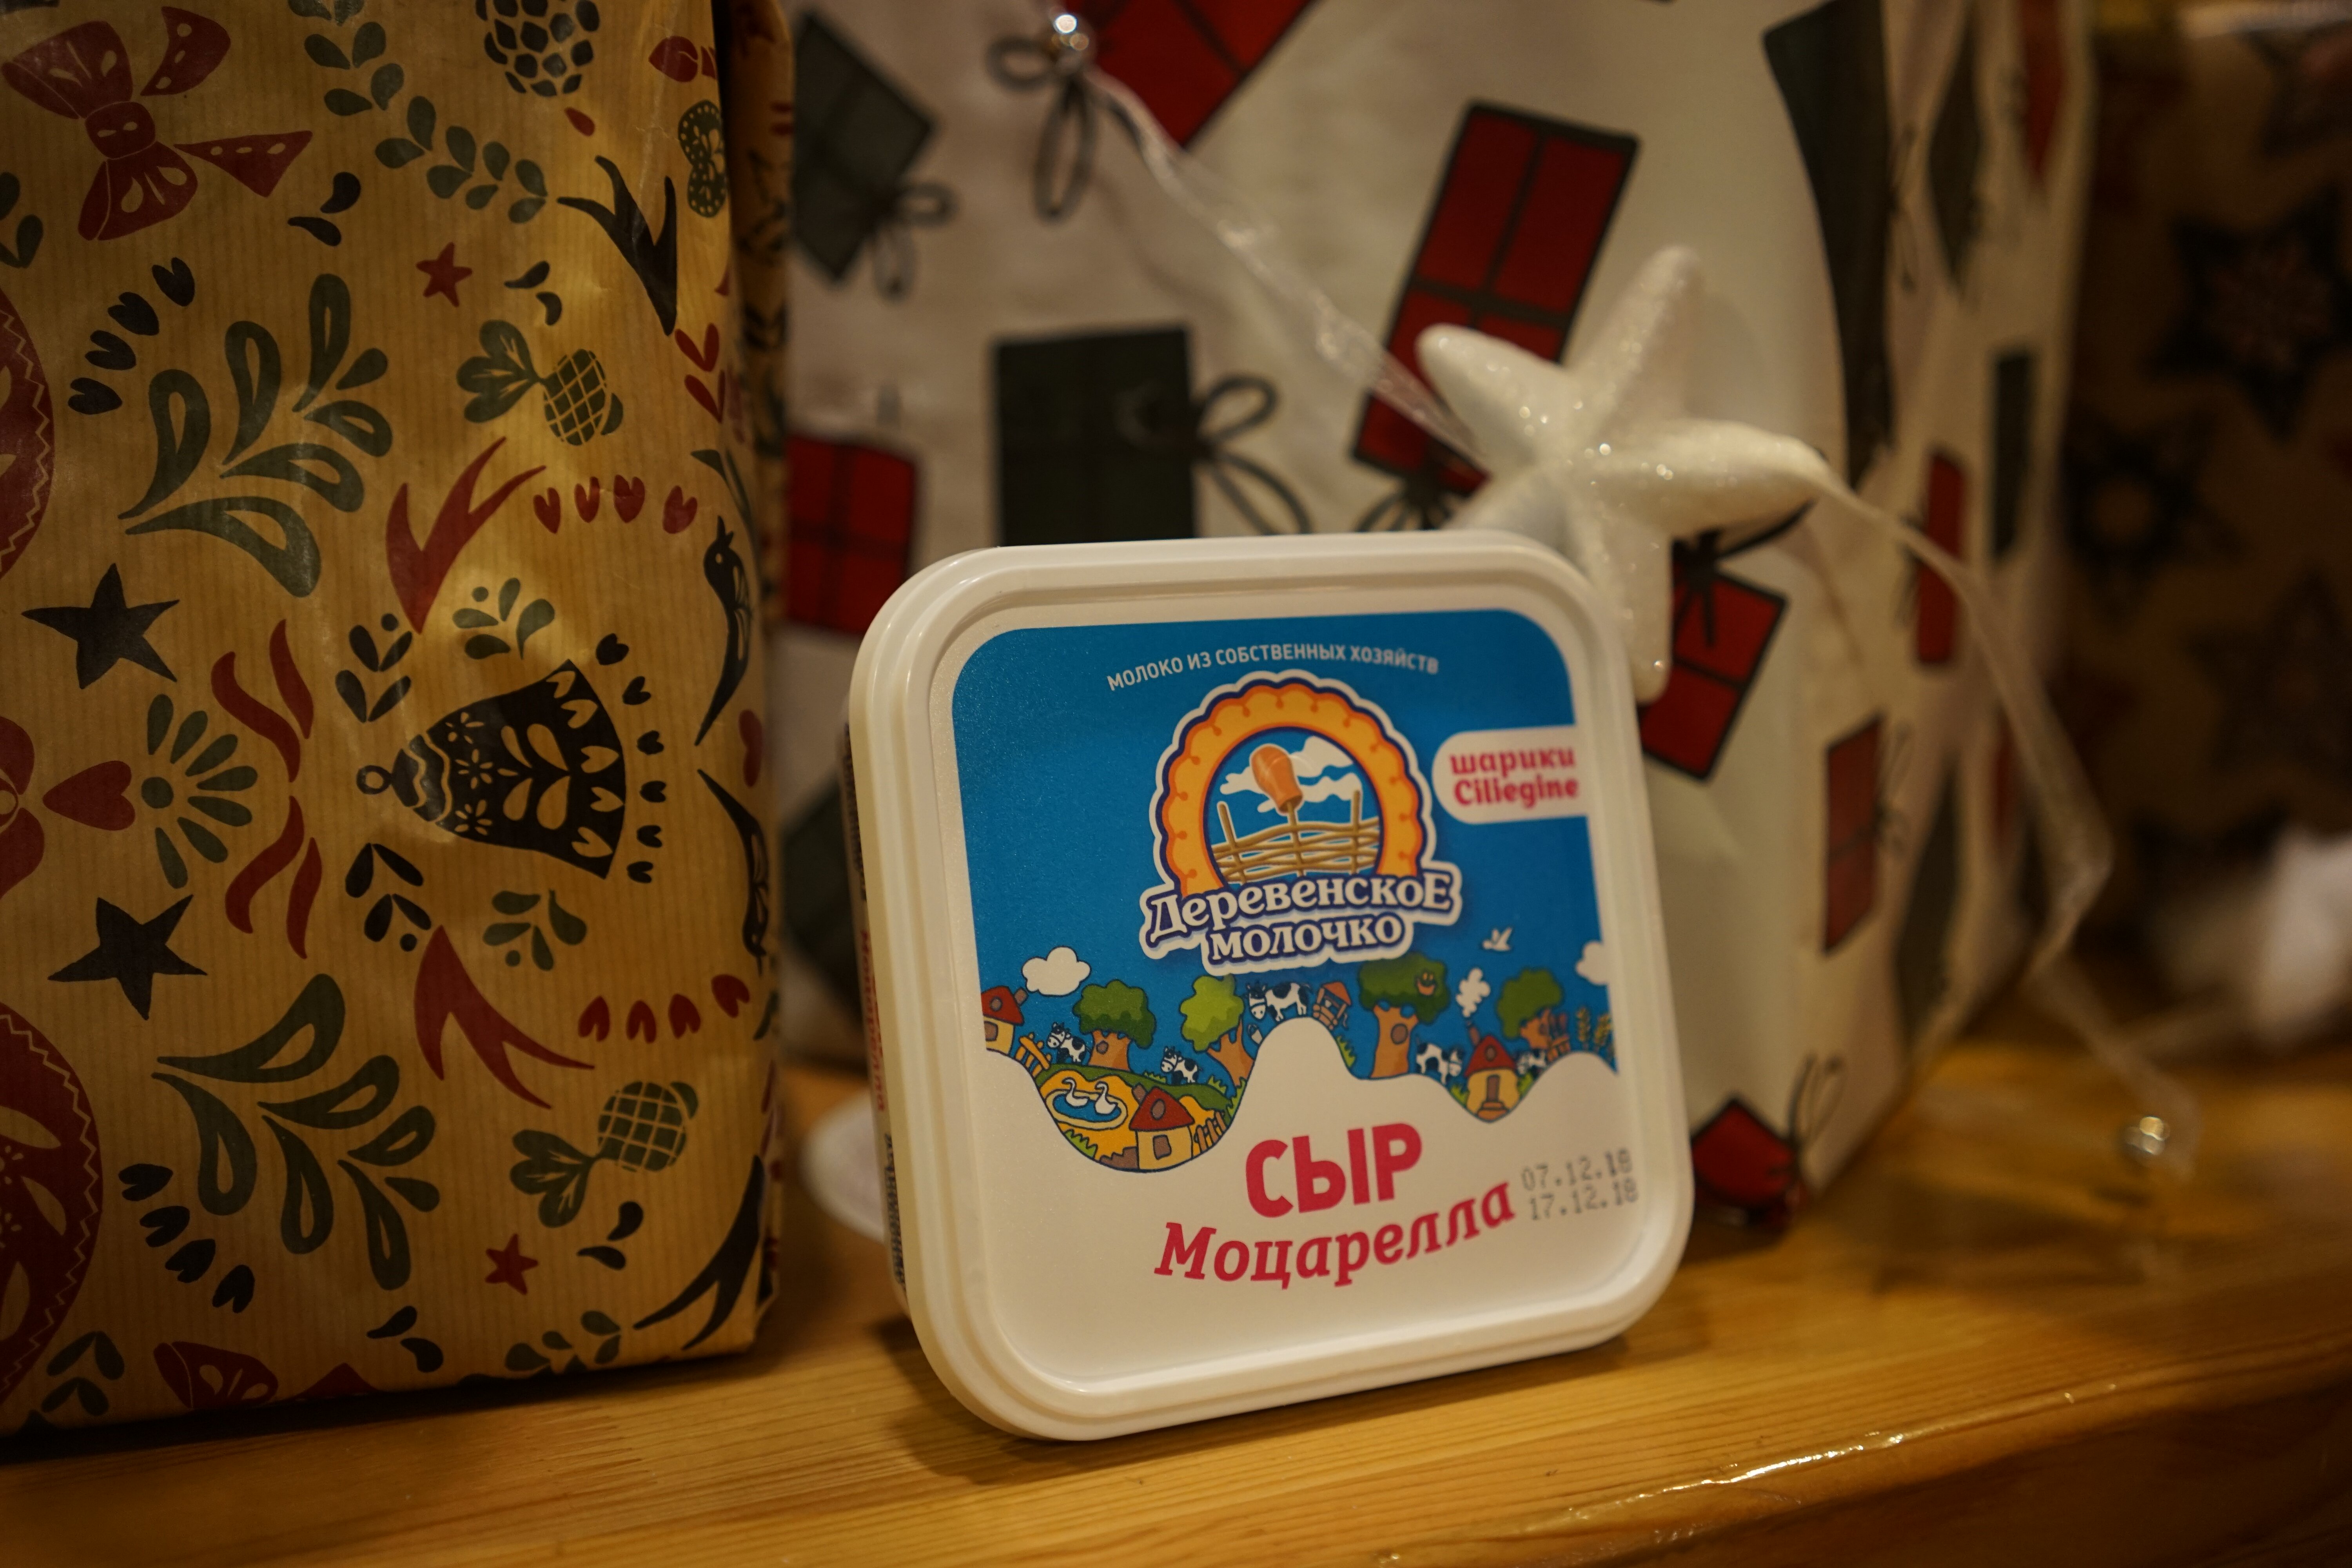 МОЛОКО ИЗ СОБСТВЕННЫХ ХОЗЯЙСТВ
шарики
Ciliegine
ДеревенскоЕ
молочко
СЫР
Моцарелла
07.12.18
17.12.18